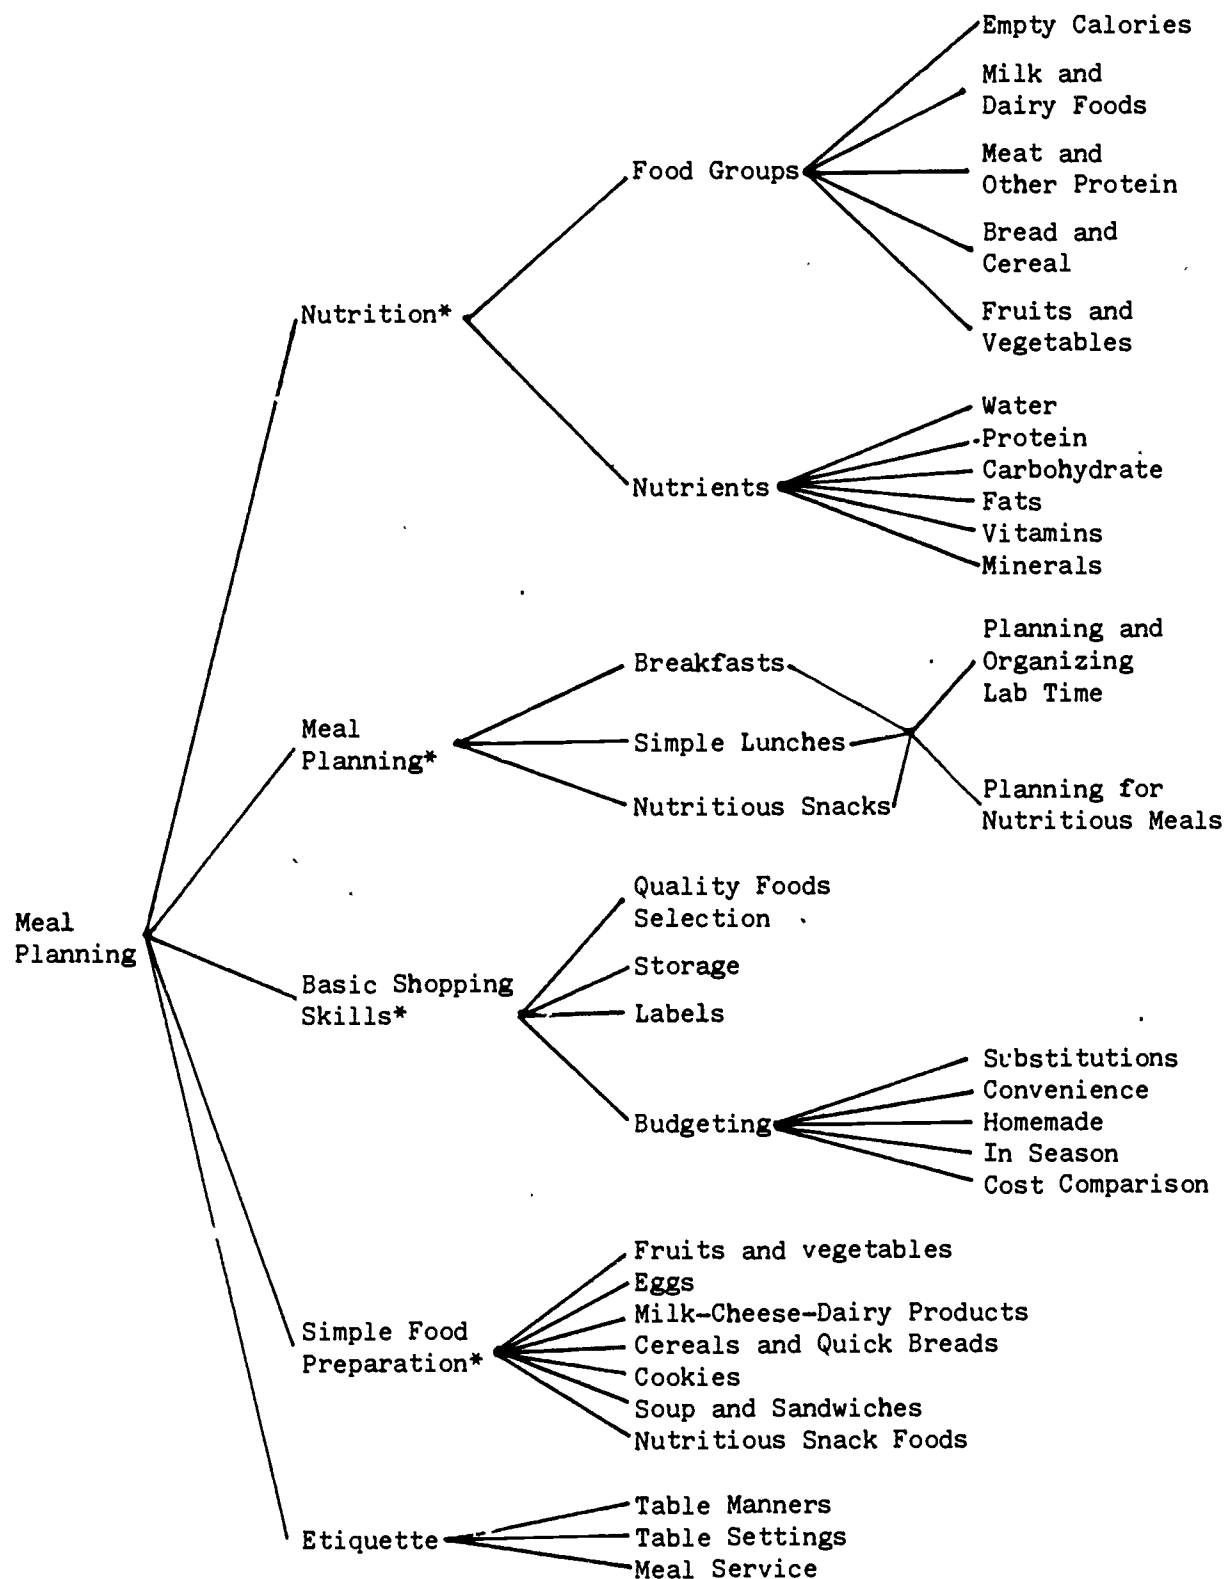 Empty Calories
Milk and
Dairy Foods
Food Groups
Meat and
Other Protein
Bread and
Cereal
Nutrition*
Fruits and
Vegetables
Water
Protein
Carbohydrate
Nutrients
Fats
Vitamins
Minerals
Planning and
Organizing
Lab Time
Breakfasts
Meal
Planning*
Simple Lunches
Nutritious Snacks
Planning for
Nutritious Meals
Meal
Planning
Quality Foods
Selection
Storage
Basic Shopping
Skills*
Labels
Budgeting
Substitutions
Convenience
Homemade
In Season
Cost Comparison
Simple Food
Preparation*
Fruits and vegetables
Eggs
Milk-Cheese-Dairy Products
Cereals and Quick Breads
Cookies
Soup and Sandwiches
Nutritious Snack Foods
Etiquette
Table Manners
Table Settings
Meal Service